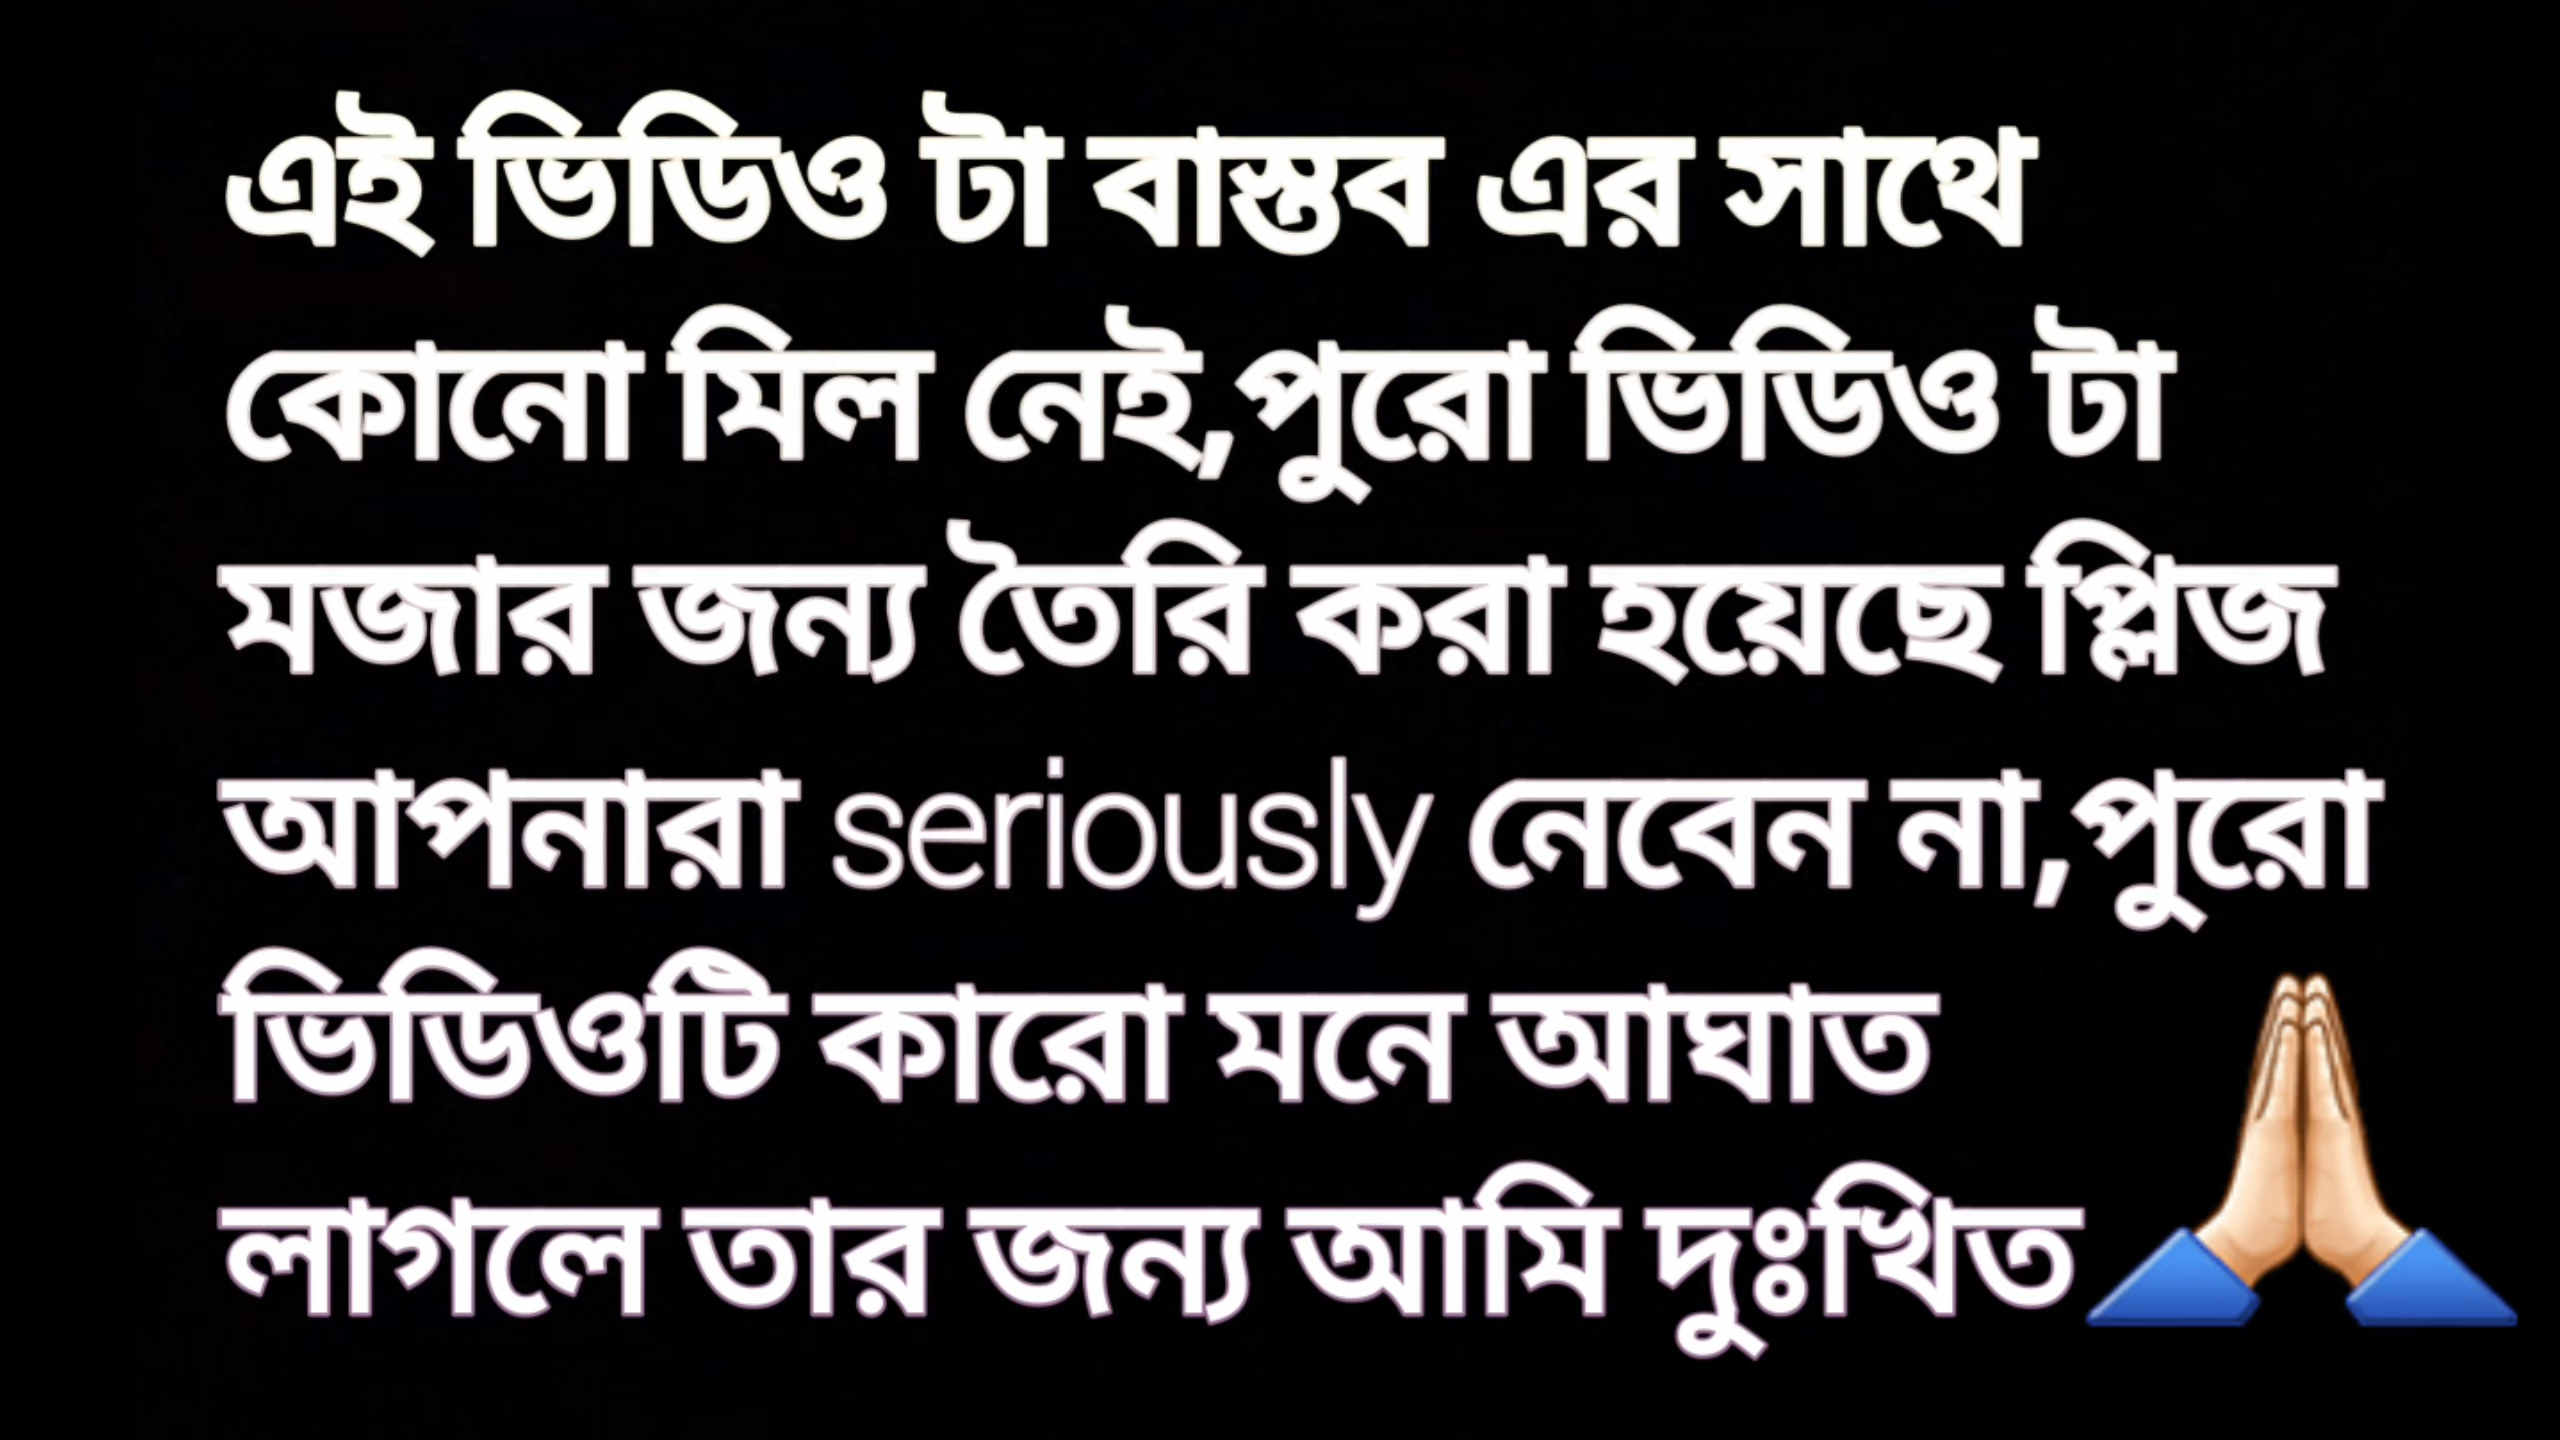 এই ভিডিও টা বাস্তব এর সাথে
কোনো মিল নেই,পুরো ভিডিও টা
মজার জন্য তৈরি করা হয়েছে প্লিজ
আপনারা seriously নেবেন না,পুরো
ভিডিওটি কারো মনে আঘাত
লাগলে তার জন্য আমি দুঃখিত🙏🏻